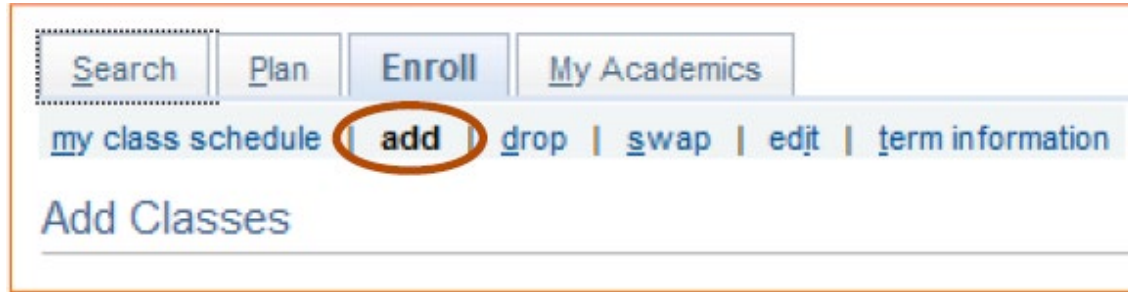 Search Plan Enroll My Academics
my class schedule | add | drop | swap | edit | term information
Add Classes